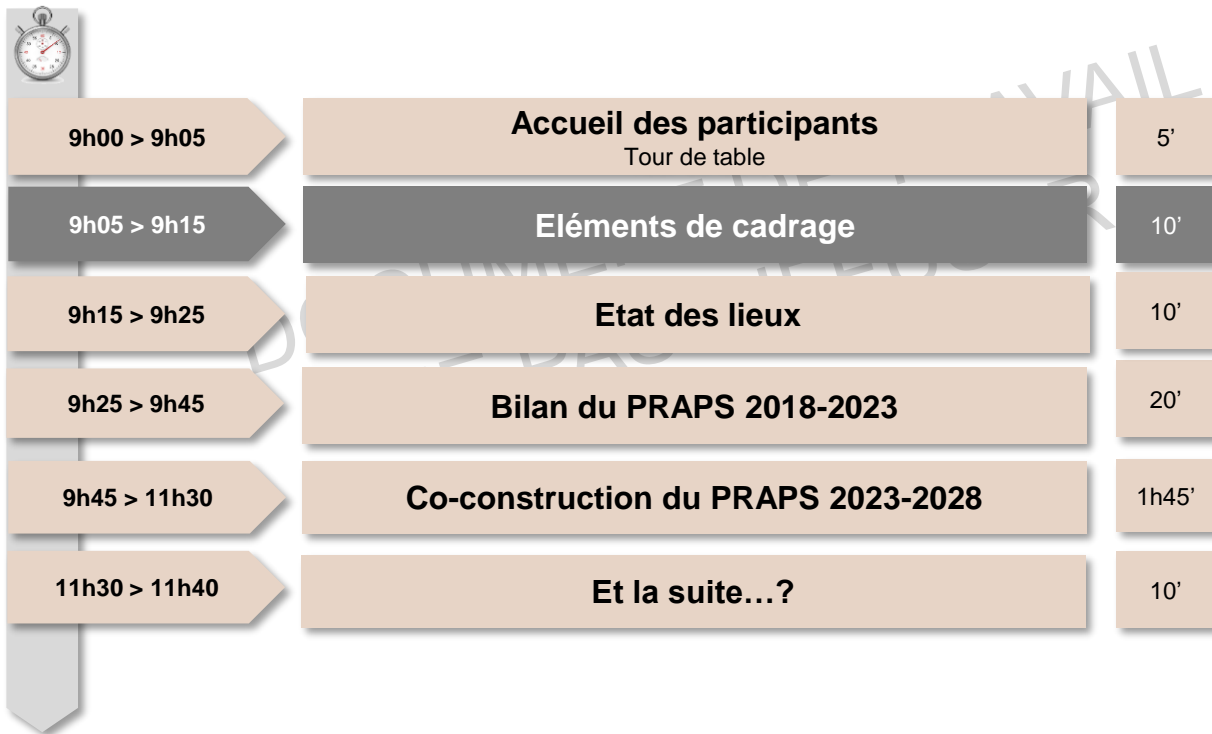 9h00 > 9h05
Accueil des participants
Tour de table
5’
9h05 > 9h15
Eléments de cadrage
10’
9h15 > 9h25
Etat des lieux
10’
9h25 > 9h45
Bilan du PRAPS 2018-2023
20’
9h45 > 11h30
Co-construction du PRAPS 2023-2028
1h45’
11h30 > 11h40
Et la suite…?
10’